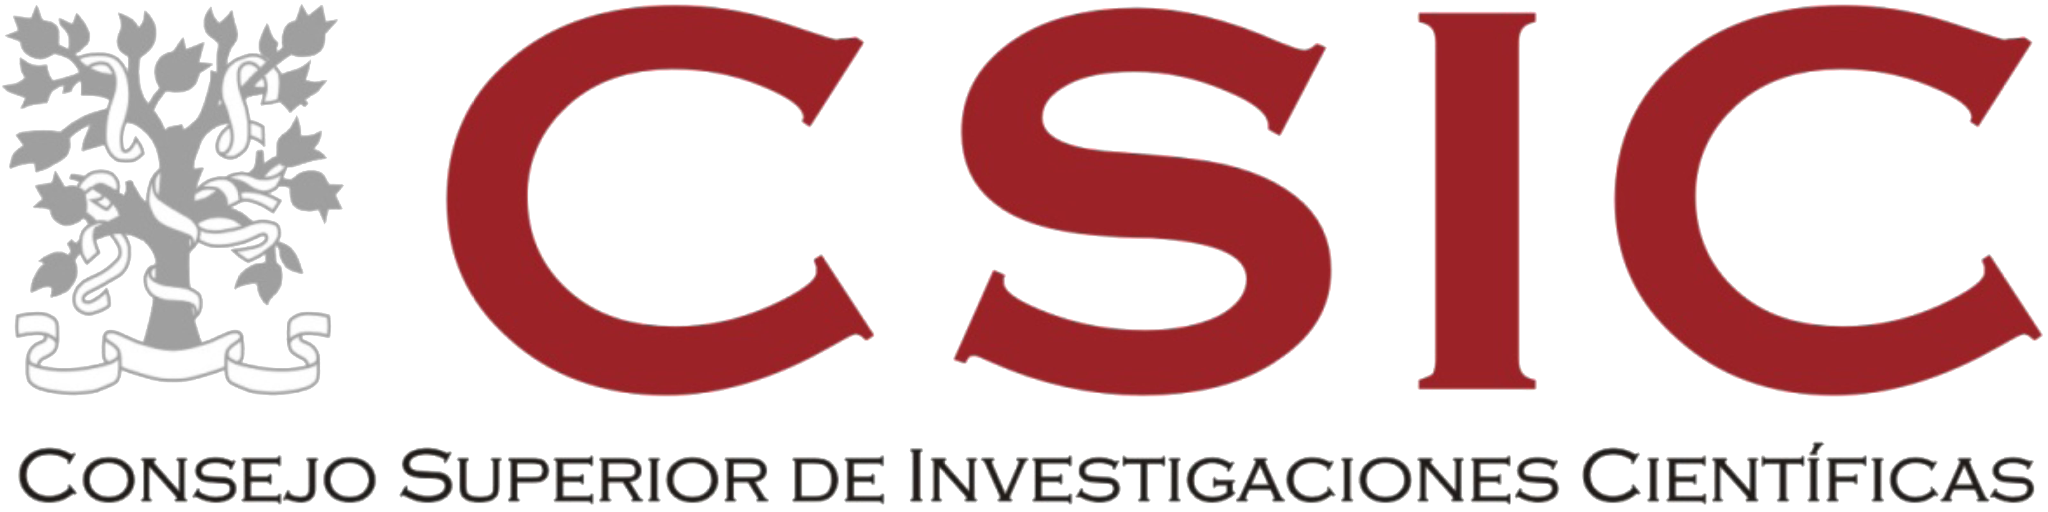 CSIC
CONSEJO SUPERIOR DE INVESTIGACIONES CIENTÍFICAS